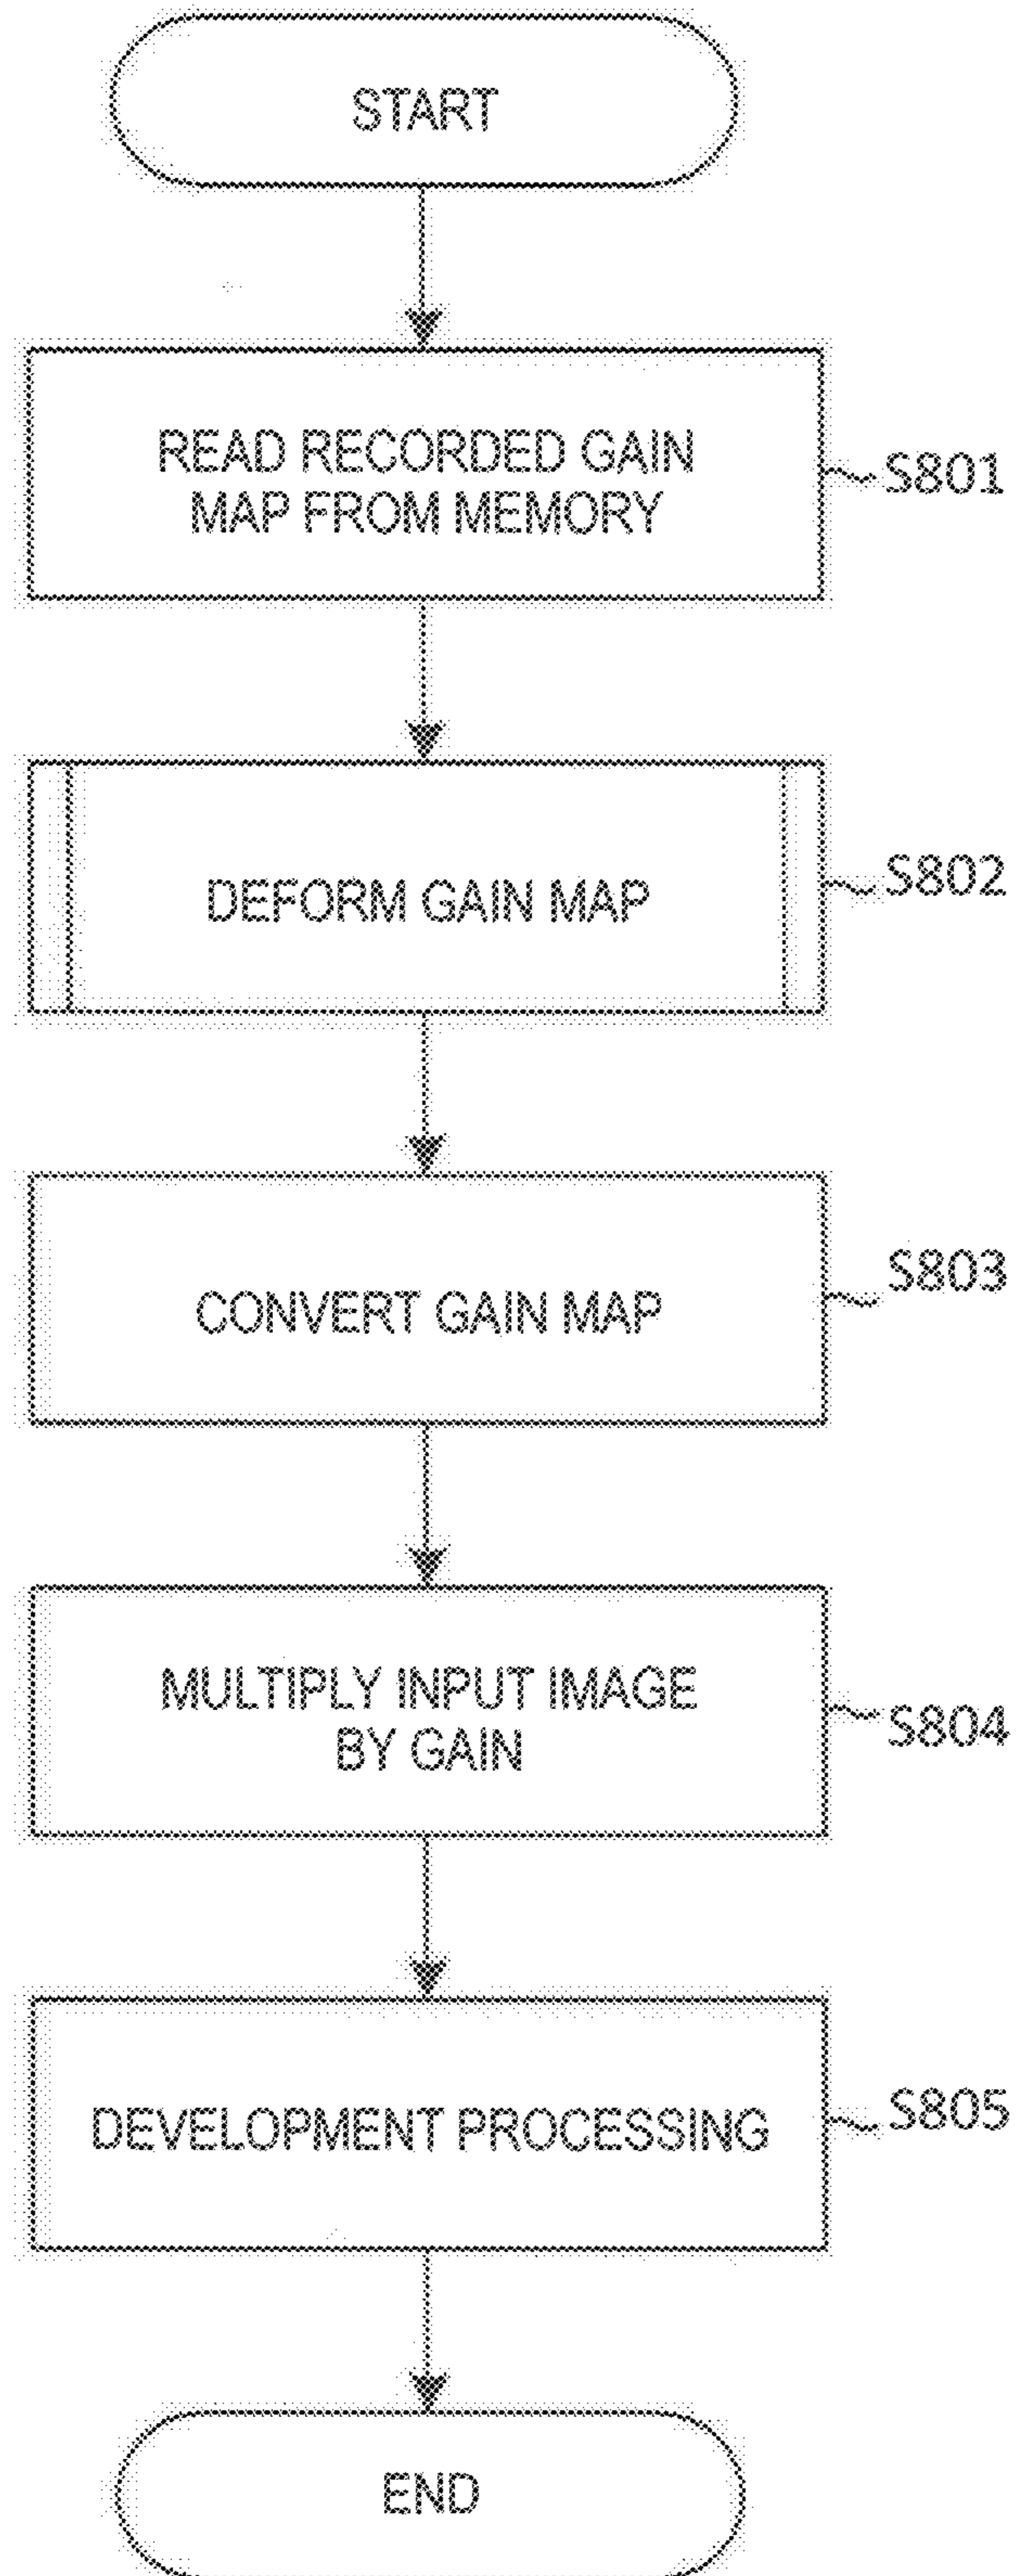 START
READ RECORDED GAIN
MAP FROM MEMORY
S801
DEFORM GAIN MAP
S802
CONVERT GAIN MAP
S803
MULTIPLY INPUT IMAGE
BY GAIN
S804
DEVELOPMENT PROCESSING
S805
END